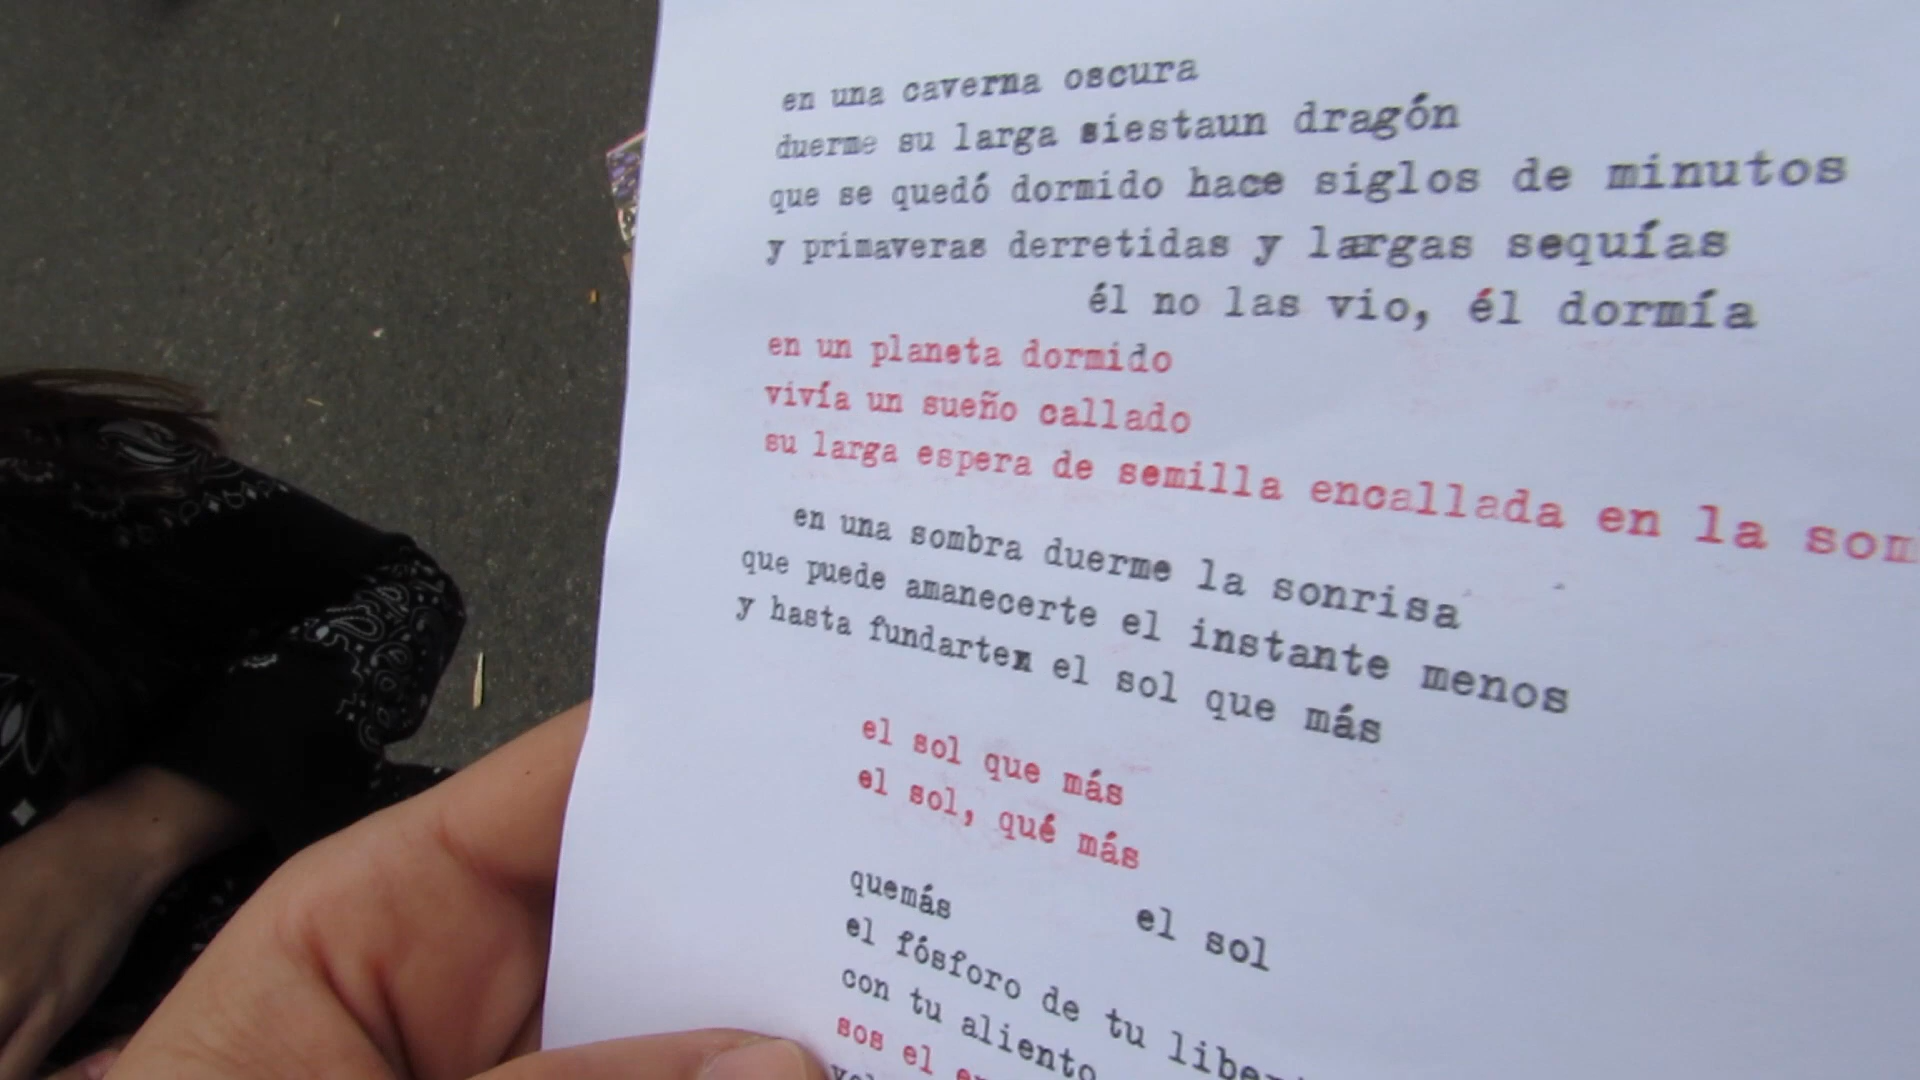 en una caverna oscura
duerme su larga siestaun dragón
que se quedó dormido hace siglos de minutos
y primaveras derretidas y largas sequías
él no las vio, él dormía
en un planeta dormido
vivía un sueño callado
su larga espera de semilla encallada en la
en una sombra duerme la sonrisa
que puede amanecerte el instante menos
y hasta fundarten el sol que más
el sol que más
el sol, qué más
quemás el sol
el fósforo de tu
con tu aliento
sos el